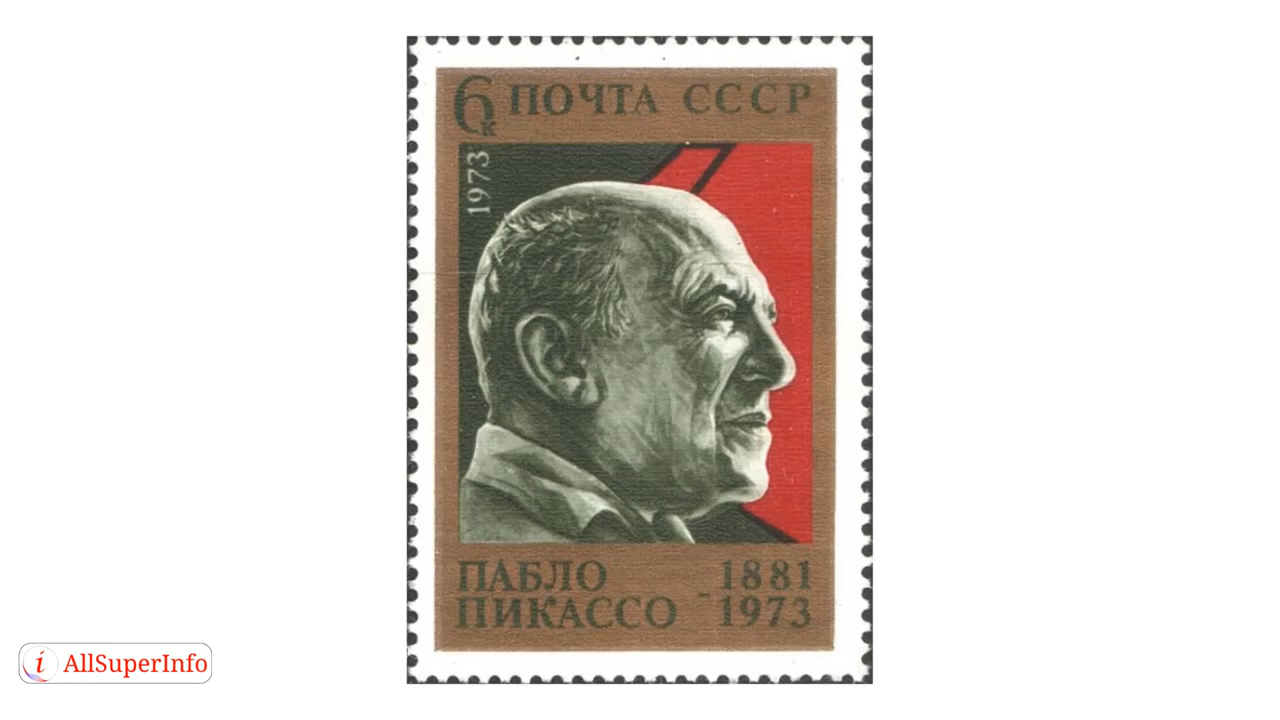 6к ПОЧТА СССР
1973
ПАБЛО
ПИКАССО
- 1881
1973
i AllSuperInfo